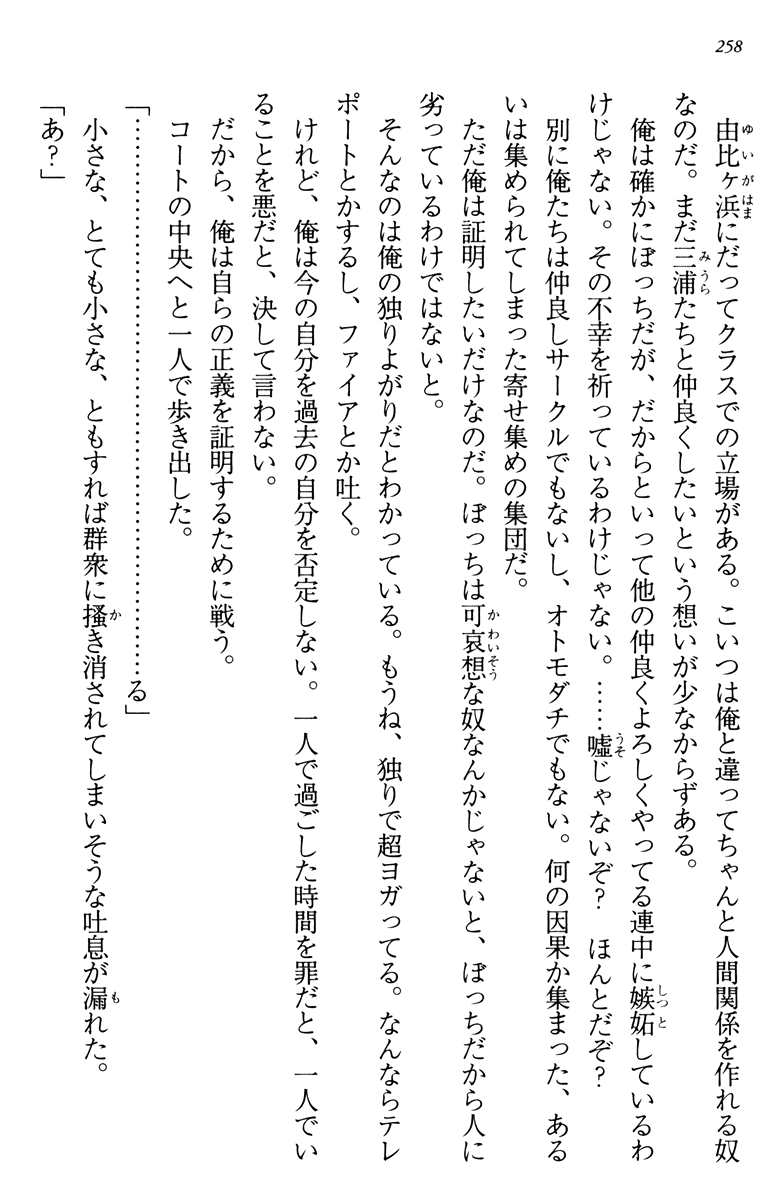 258
由比ヶ浜にだってクラスでの立場がある。こいつは俺と違ってちゃんと人間関係を作れる奴
なのだ。まだ三浦たちと仲良くしたいという想いが少なからずある。
俺は確かにぼっちだが、だからといって他の仲良くよろしくやってる連中に嫉妬しているわ
けじゃない。その不幸を祈っているわけじゃない。……嘘じゃないぞ？　ほんとだぞ？
別に俺たちは仲良しサークルでもないし、オトモダチでもない。何の因果か集まった、ある
いは集められてしまった寄せ集めの集団だ。
ただ俺は証明したいだけなのだ。ぼっちは可哀想な奴なんかじゃないと、ぼっちだから人に
劣っているわけではないと。
そんなのは俺の独りよがりだとわかっている。もうね、独りで超ヨガってる。なんならテレ
ポートとかするし、ファイアとか吐く。
けれど、俺は今の自分を過去の自分を否定しない。一人で過ごした時間を罪だと、一人でい
ることを悪だと、決して言わない。
だから、俺は自らの正義を証明するために戦う。
コートの中央へと一人で歩き出した。
「………………………………………………………る」
小さな、とても小さな、ともすれば群衆に掻き消されてしまいそうな吐息が漏れた。
「あ？」